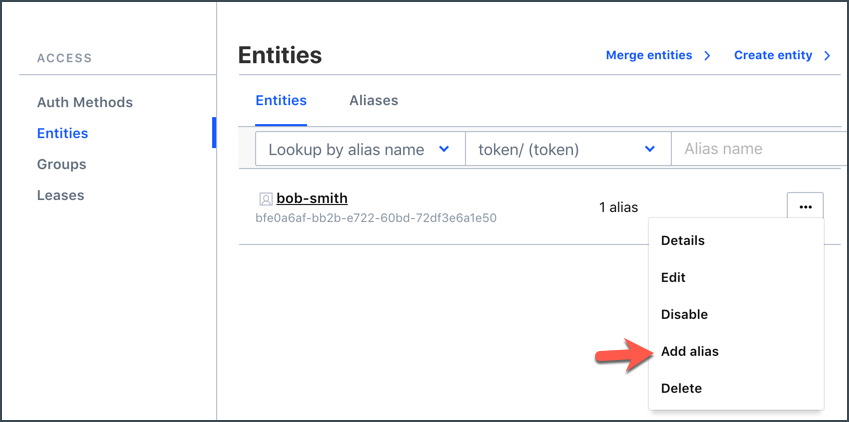 ACCESS
Auth Methods
Entities
Groups
Leases
Entities
Merge entities
Create entity
Entities
Aliases
Lookup by alias name
token/ (token)
Alias name
bob-smith
bfe0a6af-bb2b-e722-60bd-72df3e6a1e50
1 alias
Details
Edit
Disable
Add alias
Delete